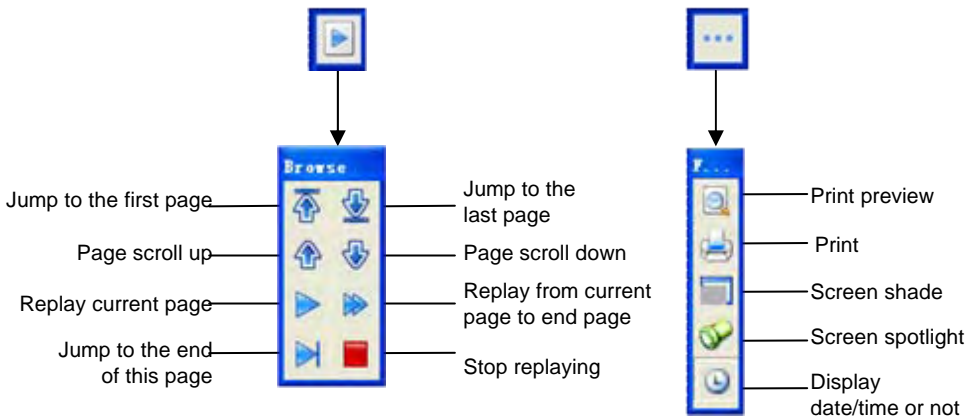 Browse
Jump to the first page
Jump to the
last page
Page scroll up
Page scroll down
Replay current page
Replay from current
page to end page
Jump to the end
of this page
Stop replaying
F...
Print preview
Print
Screen shade
Screen spotlight
Display
date/time or not